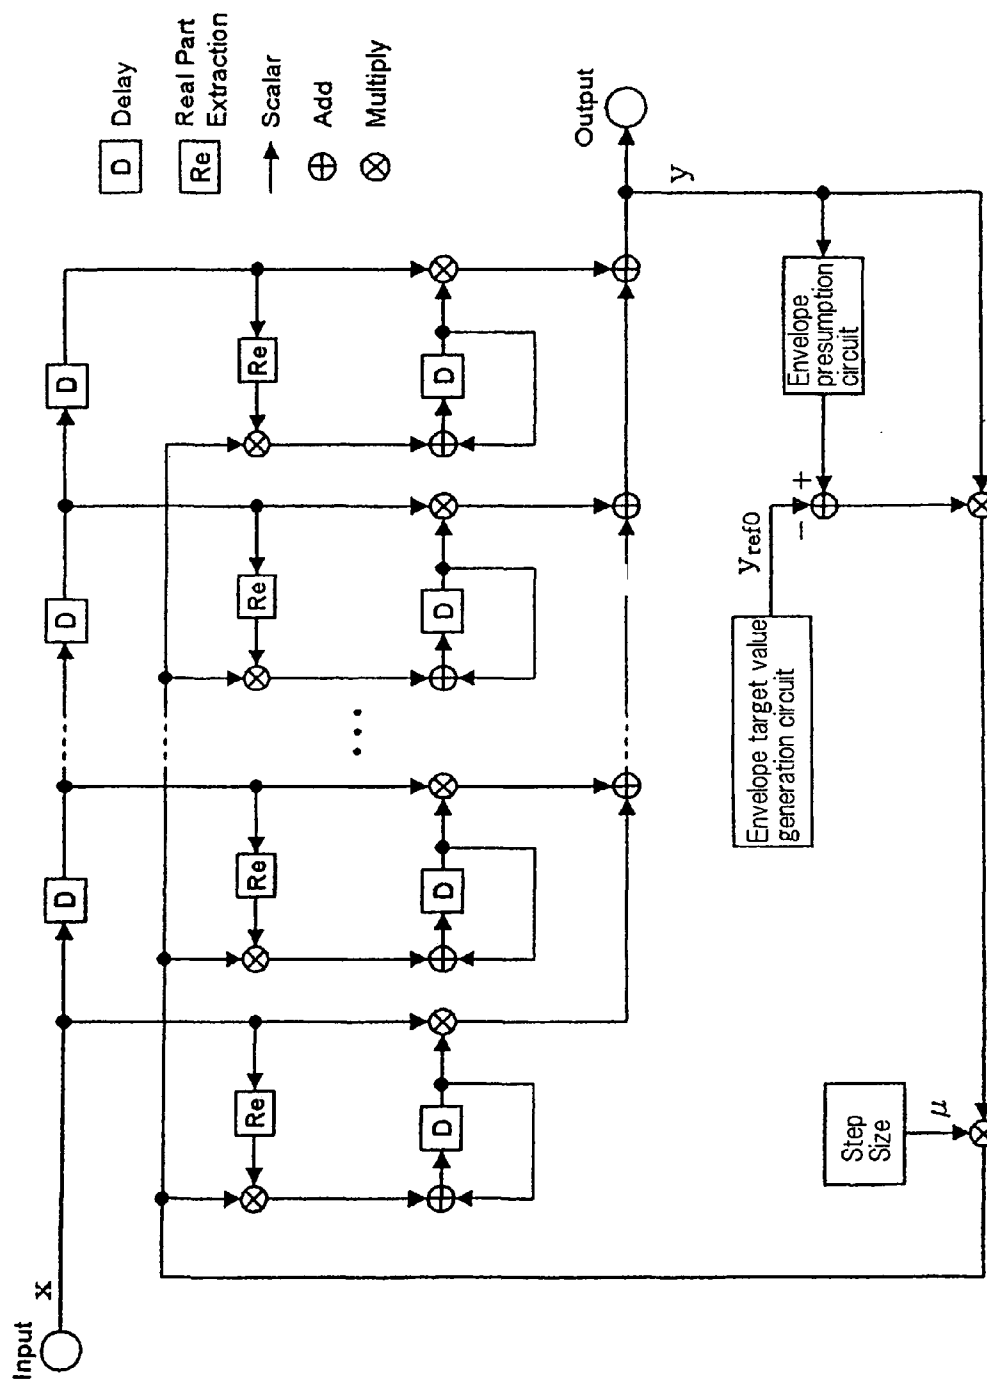 Input
x
D
D
D
D
Re
Re
Re
Re
D
D
D
D
...
D Delay
Re Real Part
Extraction
Scalar
Add
Multiply
Output
y
Envelope
presumption
circuit
+
−
yref0
Envelope target value
generation circuit
Step
Size
μ